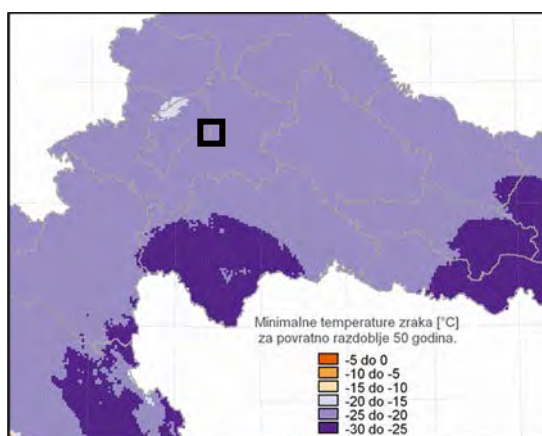 Minimalne temperature zraka [°C]
za povratno razdoblje 50 godina.
-5 do 0
-10 do -5
-15 do -10
-20 do -15
-25 do -20
-30 do -25